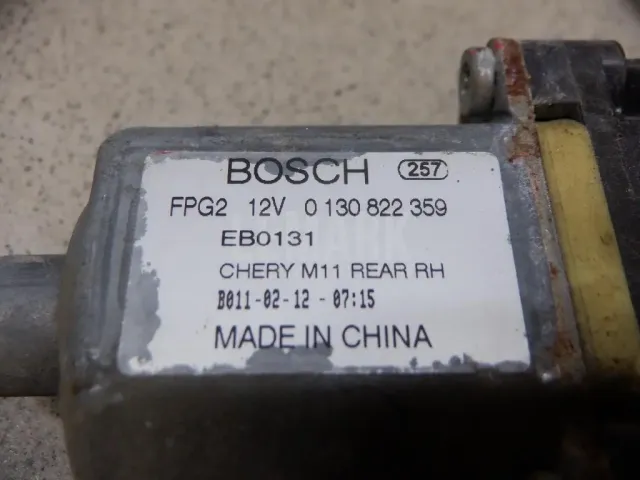 BOSCH 257
FPG2 12V 0 130 822 359
EB0131
CHERY M11 REAR RH
B011-02-12 - 07:15
MADE IN CHINA